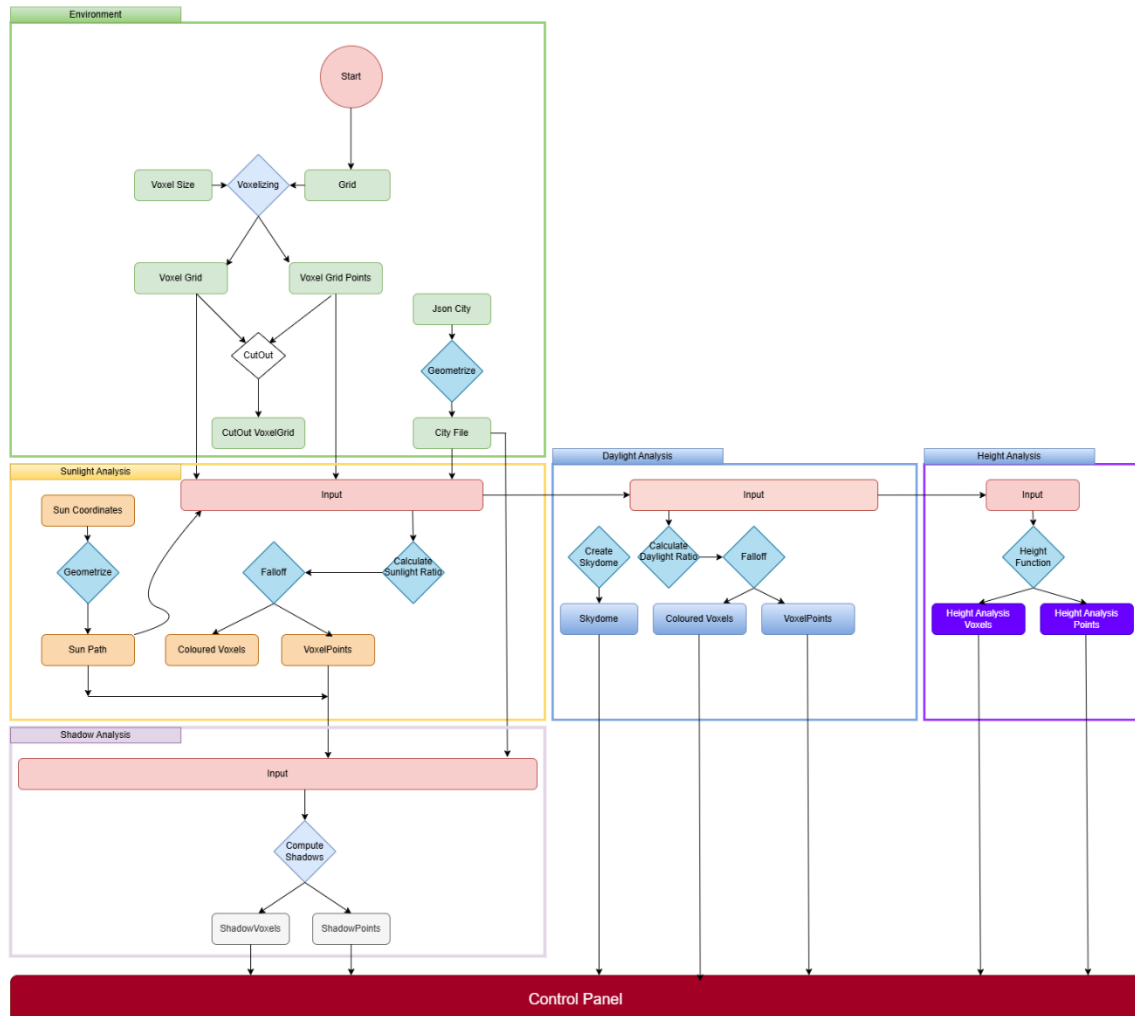 Environment
Start
Voxel Size
Voxelizing
Grid
Voxel Grid
Voxel Grid Points
Json City
CutOut
Geometrize
CutOut VoxelGrid
City File
Sunlight Analysis
Input
Sun Coordinates
Geometrize
Falloff
Calculate
Sunlight Ratio
Sun Path
Coloured Voxels
VoxelPoints
Daylight Analysis
Input
Create
Skydome
Calculate
Daylight Ratio
Falloff
Skydome
Coloured Voxels
VoxelPoints
Height Analysis
Input
Height
Function
Height Analysis
Voxels
Height Analysis
Points
Shadow Analysis
Input
Compute
Shadows
ShadowVoxels
ShadowPoints
Control Panel